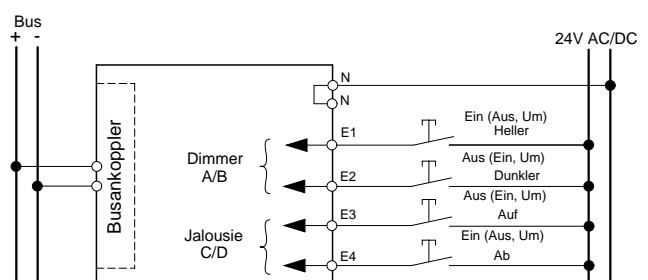 Bus
+ -
24V AC/DC
N
N
Busankoppler
Dimmer
A/B
E1
Ein (Aus, Um)
Heller
E2
Aus (Ein, Um)
Dunkler
Jalousie
C/D
E3
Aus (Ein, Um)
Auf
E4
Ein (Aus, Um)
Ab